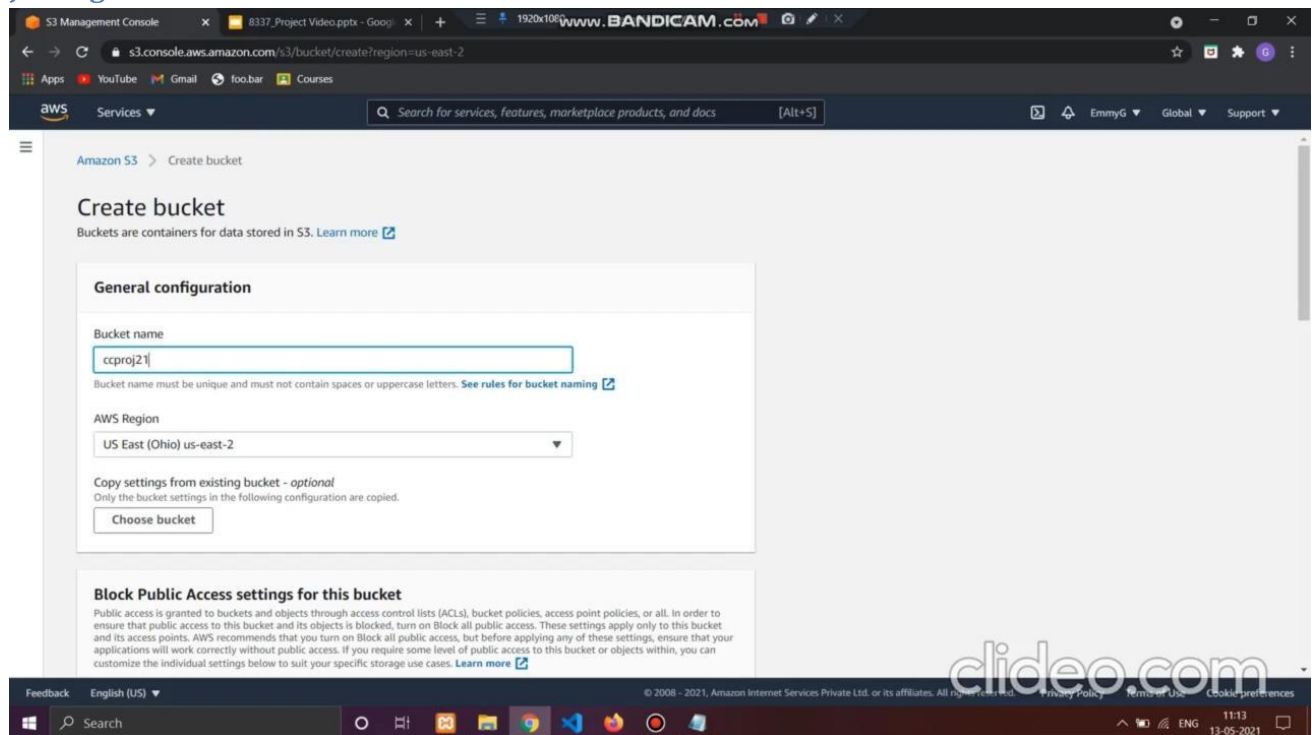 S3 Management Console
8337_Project Video.pptx - Goog
1920x1080
www.BANDICAM.com
s3.console.aws.amazon.com/s3/bucket/create?region=us-east-2
G
Apps YouTube Gmail foo.bar Courses
aws Services ▼ Search for services, features, marketplace products, and docs [Alt+S] EmmyG ▼ Global ▼ Support ▼
Amazon S3 > Create bucket
Create bucket
Buckets are containers for data stored in S3. Learn more
General configuration
Bucket name
ccproj21
Bucket name must be unique and must not contain spaces or uppercase letters. See rules for bucket naming
AWS Region
US East (Ohio) us-east-2
Copy settings from existing bucket - optional
Only the bucket settings in the following configuration are copied.
Choose bucket
Block Public Access settings for this bucket
Public access is granted to buckets and objects through access control lists (ACLs), bucket policies, access point policies, or all. In order to
ensure that public access to this bucket and its objects is blocked, turn on Block all public access. These settings apply only to this bucket
and its access points. AWS recommends that you turn on Block all public access, but before applying any of these settings, ensure that your
applications will work correctly without public access. If you require some level of public access to this bucket or objects within, you can
customize the individual settings below to suit your specific storage use cases. Learn more
clideo.com
Feedback English (US) ▼ © 2008 - 2021, Amazon Internet Services Private Ltd. or its affiliates. All rights reserved. Privacy Policy Terms of Use Cookie preferences
Search ENG 11:13
13-05-2021